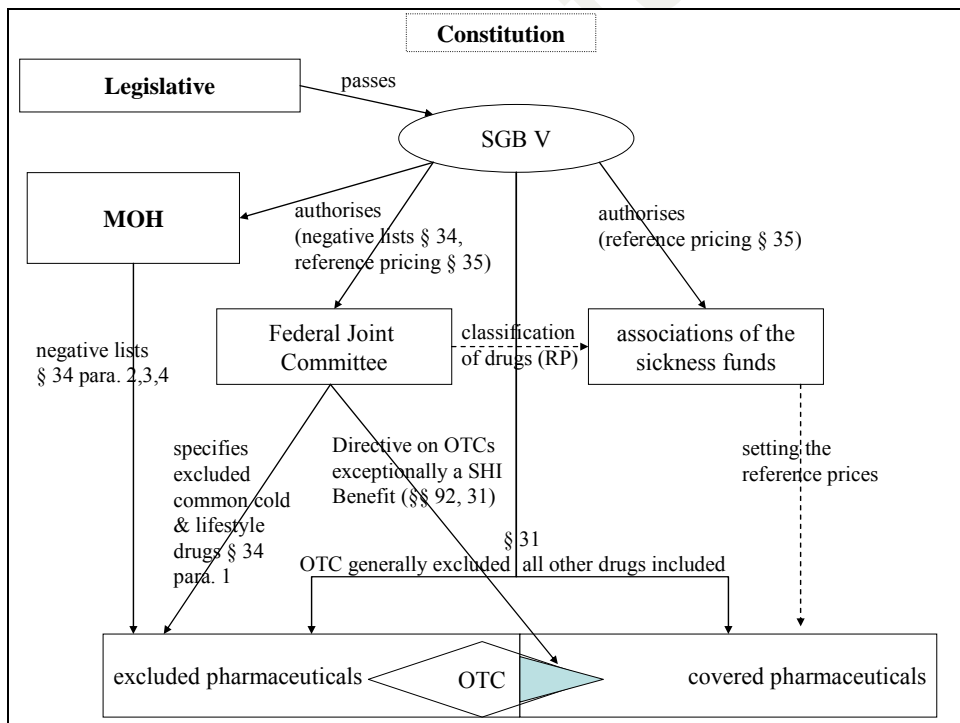 Constitution
Legislative
passes
SGB V
MOH
authorises
(negative lists § 34,
reference pricing § 35)
authorises
(reference pricing § 35)
Federal Joint
Committee
classification
of drugs (RP)
associations of the
sickness funds
negative lists
§ 34 para. 2,3,4
specifies
excluded
common cold
& lifestyle
drugs § 34
para. 1
Directive on OTCs
exceptionally a SHI
Benefit (§§ 92, 31)
setting the
reference prices
§ 31
OTC generally excluded
all other drugs included
excluded pharmaceuticals
OTC
covered pharmaceuticals